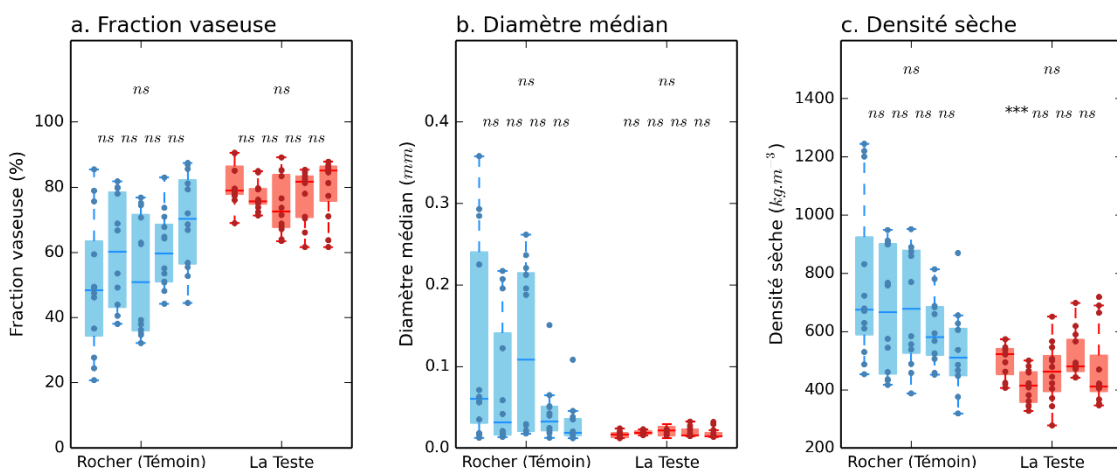 a. Fraction vaseuse
Fraction vaseuse (%)
100
80
60
40
20
0
ns ns
ns ns ns ns ns ns ns ns
Rocher (Témoin) La Teste
b. Diamètre médian
Diamètre médian (mm)
0.4
0.3
0.2
0.1
0.0
ns ns
ns ns ns ns ns ns ns ns
Rocher (Témoin) La Teste
c. Densité sèche
Densité sèche (kg.m⁻³)
1400
1200
1000
800
600
400
200
ns ns
ns ns ns ns *** ns ns ns
Rocher (Témoin) La Teste